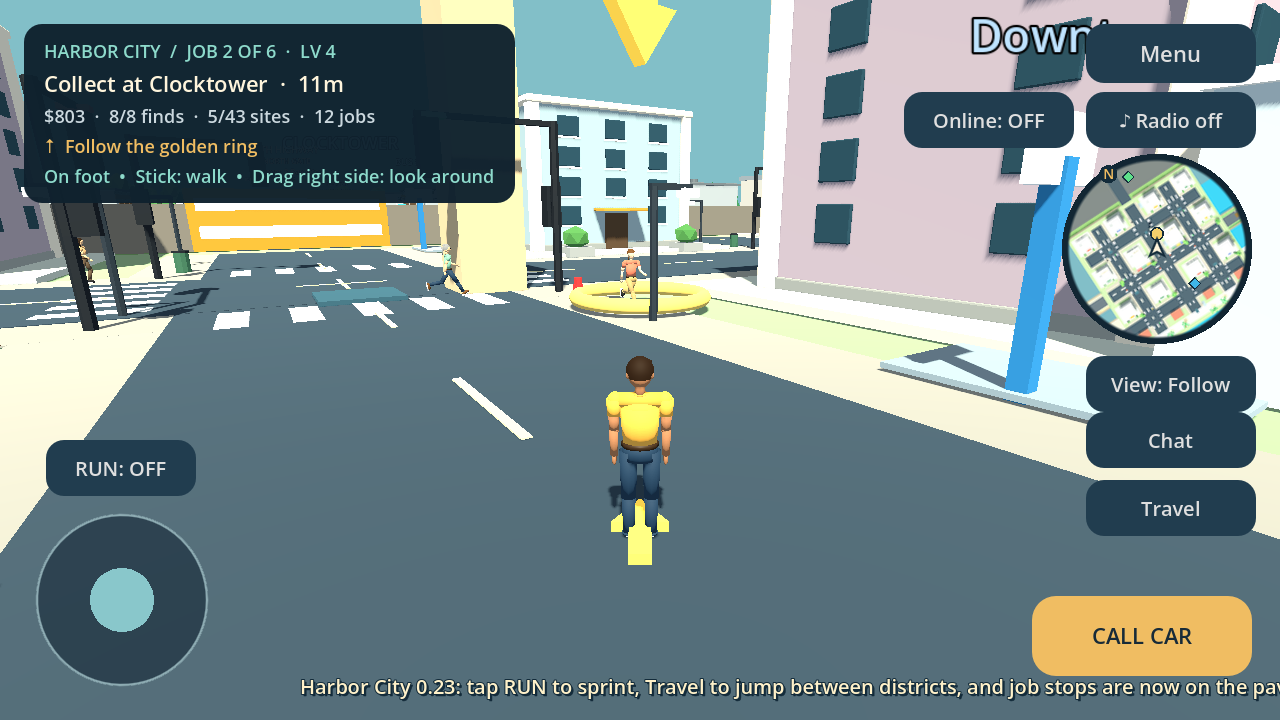 HARBOR CITY / JOB 2 OF 6 · LV 4
Collect at Clocktower · 11m
$803 · 8/8 finds · 5/43 sites · 12 jobs
↑ Follow the golden ring
On foot • Stick: walk • Drag right side: look around
Menu
Online: OFF
♪ Radio off
N
View: Follow
Chat
Travel
RUN: OFF
CALL CAR
Harbor City 0.23: tap RUN to sprint, Travel to jump between districts, and job stops are now on the